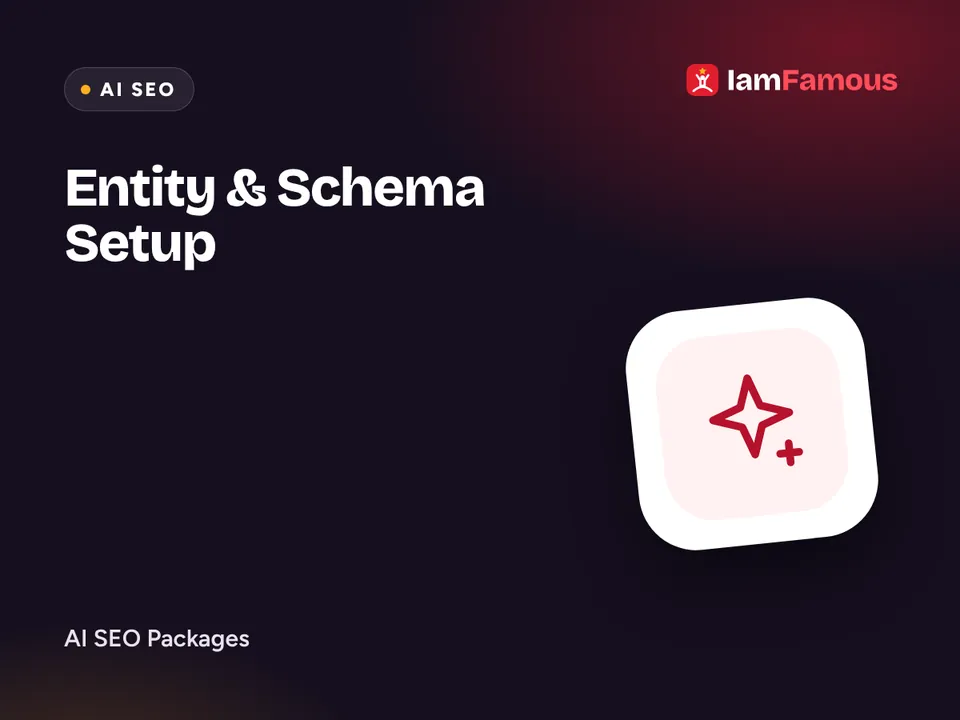 AI SEO
IamFamous
Entity & Schema
Setup
AI SEO Packages